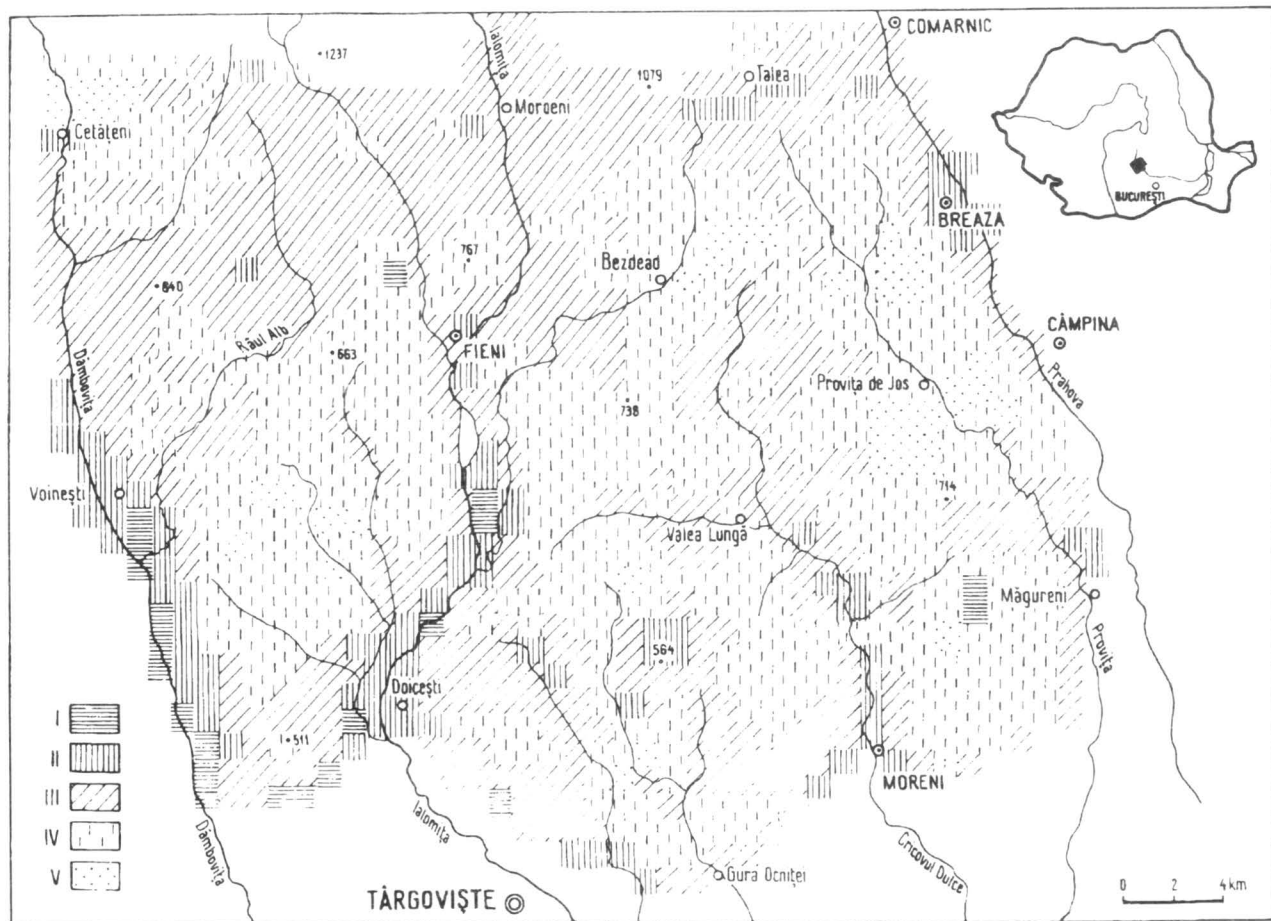 COMARNIC
1237
Ialomița
1079
Talea
Moroeni
Cetățeni
BUCUREȘTI
BREAZA
767
Bezdead
840
CÂMPINA
Râul Alb
FIENI
663
Dâmbovița
Prahova
Provița de Jos
738
Voinești
714
Valea Lungă
Măgureni
564
Provița
Doicești
I
511
II
MORENI
III
Ialomița
IV
Dâmbovița
Cricovul Dulce
V
Gura Ocniței
TÂRGOVIȘTE
0 2 4 km